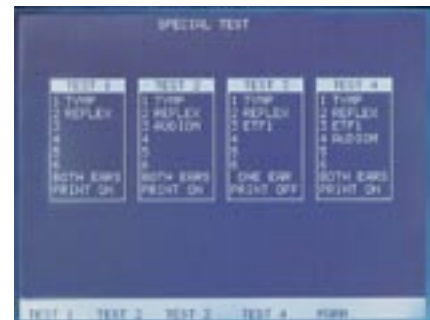 SPECIAL TEST
TEST 1
1 TYMP
2 REFLEX
3
4
5
6
BOTH EARS
PRINT ON
TEST 2
1 TYMP
2 REFLEX
3 AUDIOM
4
5
6
BOTH EARS
PRINT ON
TEST 3
1 TYMP
2 REFLEX
3 ETF1
4
5
6
ONE EAR
PRINT OFF
TEST 4
1 TYMP
2 REFLEX
3 ETF1
4 AUDIOM
5
6
BOTH EARS
PRINT ON
TEST 1 TEST 2 TEST 3 TEST 4